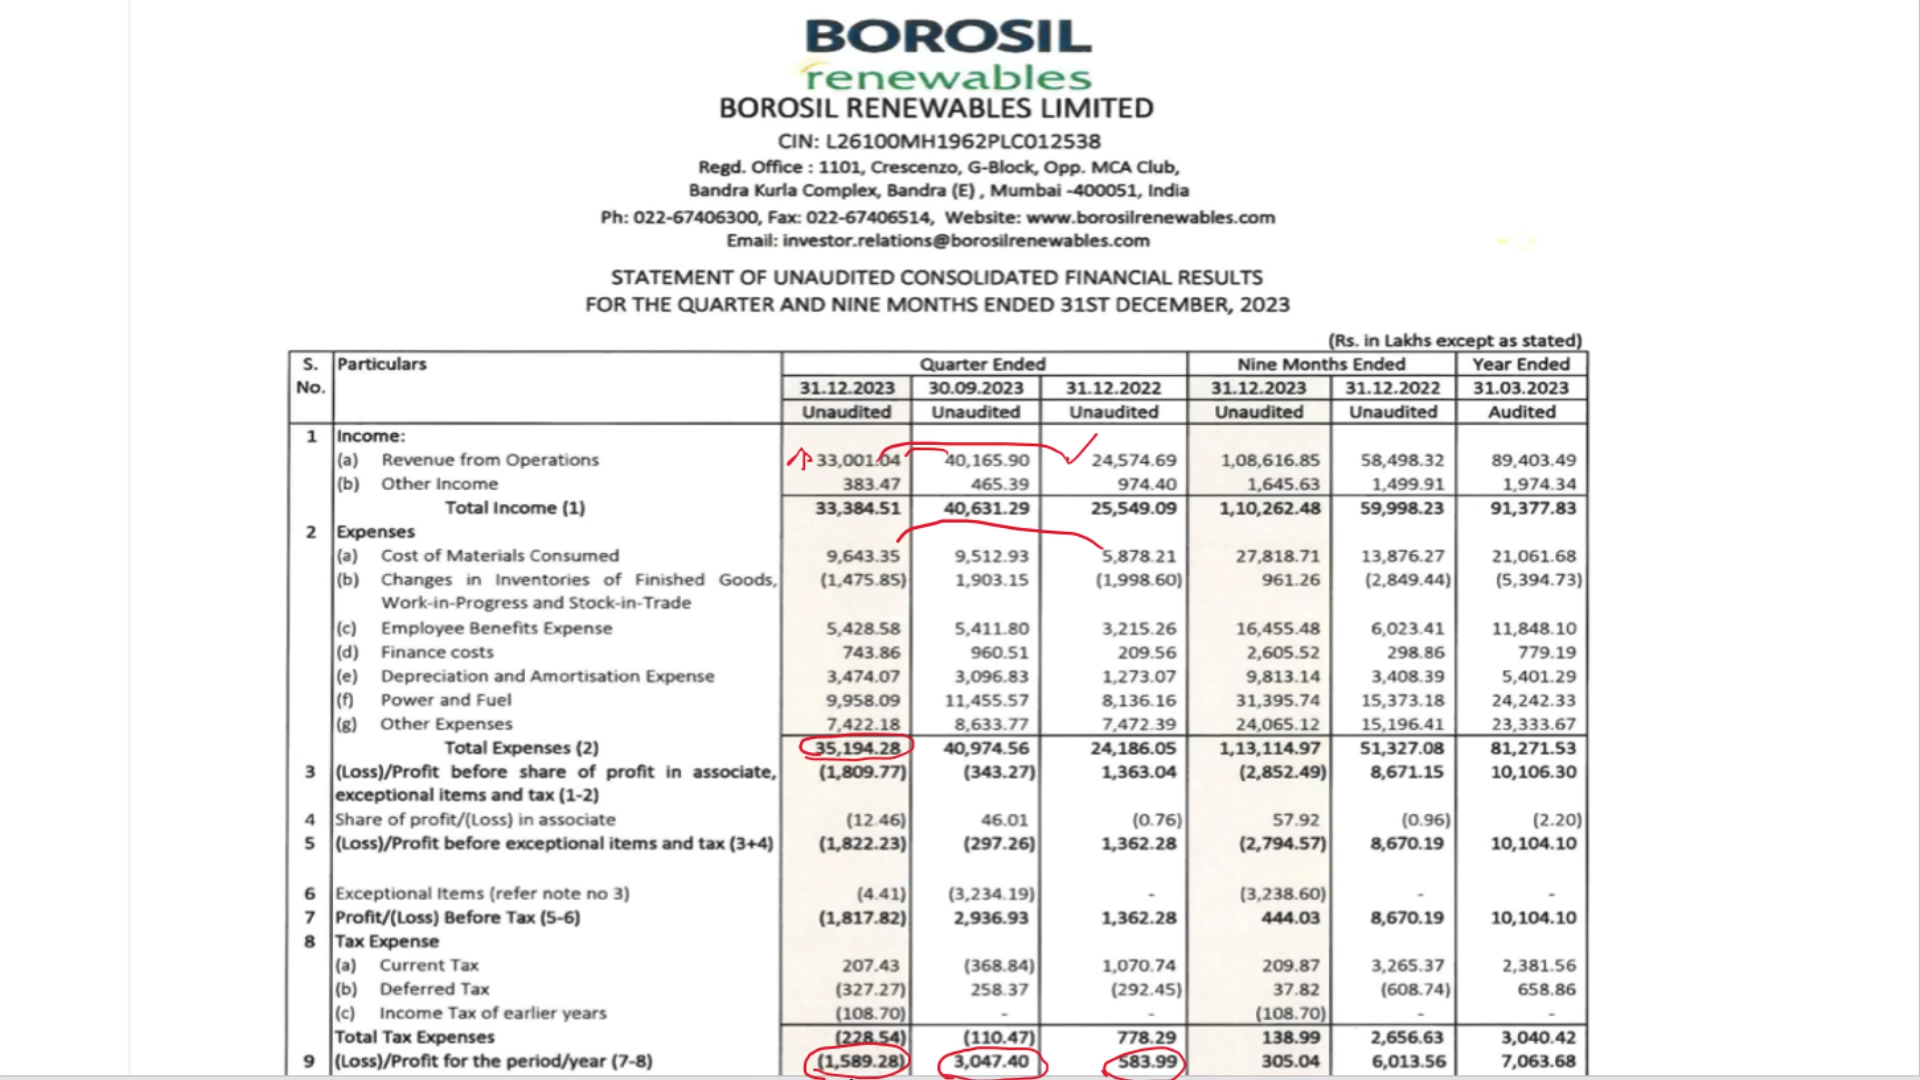 BOROSIL
renewables
BOROSIL RENEWABLES LIMITED
CIN: L26100MH1962PLC012538
Regd. Office : 1101, Crescenzo, G-Block, Opp. MCA Club,
Bandra Kurla Complex, Bandra (E) , Mumbai -400051, India
Ph: 022-67406300, Fax: 022-67406514, Website: www.borosilrenewables.com
Email: investor.relations@borosilrenewables.com
STATEMENT OF UNAUDITED CONSOLIDATED FINANCIAL RESULTS
FOR THE QUARTER AND NINE MONTHS ENDED 31ST DECEMBER, 2023
(Rs. in Lakhs except as stated)
S. Particulars Quarter Ended Nine Months Ended Year Ended
No. 31.12.2023 30.09.2023 31.12.2022 31.12.2023 31.12.2022 31.03.2023
Unaudited Unaudited Unaudited Unaudited Unaudited Audited
1 Income:
(a) Revenue from Operations 33,001.04 40,165.90 24,574.69 1,08,616.85 58,498.32 89,403.49
(b) Other Income 383.47 465.39 974.40 1,645.63 1,499.91 1,974.34
Total Income (1) 33,384.51 40,631.29 25,549.09 1,10,262.48 59,998.23 91,377.83
2 Expenses
(a) Cost of Materials Consumed 9,643.35 9,512.93 5,878.21 27,818.71 13,876.27 21,061.68
(b) Changes in Inventories of Finished Goods, (1,475.85) 1,903.15 (1,998.60) 961.26 (2,849.44) (5,394.73)
Work-in-Progress and Stock-in-Trade
(c) Employee Benefits Expense 5,428.58 5,411.80 3,215.26 16,455.48 6,023.41 11,848.10
(d) Finance costs 743.86 960.51 209.56 2,605.52 298.86 779.19
(e) Depreciation and Amortisation Expense 3,474.07 3,096.83 1,273.07 9,813.14 3,408.39 5,401.29
(f) Power and Fuel 9,958.09 11,455.57 8,136.16 31,395.74 15,373.18 24,242.33
(g) Other Expenses 7,422.18 8,633.77 7,472.39 24,065.12 15,196.41 23,333.67
Total Expenses (2) 35,194.28 40,974.56 24,186.05 1,13,114.97 51,327.08 81,271.53
3 (Loss)/Profit before share of profit in associate, (1,809.77) (343.27) 1,363.04 (2,852.49) 8,671.15 10,106.30
exceptional items and tax (1-2)
4 Share of profit/(Loss) in associate (12.46) 46.01 (0.76) 57.92 (0.96) (2.20)
5 (Loss)/Profit before exceptional items and tax (3+4) (1,822.23) (297.26) 1,362.28 (2,794.57) 8,670.19 10,104.10
6 Exceptional Items (refer note no 3) (4.41) (3,234.19) - (3,238.60) - -
7 Profit/(Loss) Before Tax (5-6) (1,817.82) 2,936.93 1,362.28 444.03 8,670.19 10,104.10
8 Tax Expense
(a) Current Tax 207.43 (368.84) 1,070.74 209.87 3,265.37 2,381.56
(b) Deferred Tax (327.27) 258.37 (292.45) 37.82 (608.74) 658.86
(c) Income Tax of earlier years (108.70) - - (108.70) - -
Total Tax Expenses (228.54) (110.47) 778.29 138.99 2,656.63 3,040.42
9 (Loss)/Profit for the period/year (7-8) (1,589.28) 3,047.40 583.99 305.04 6,013.56 7,063.68